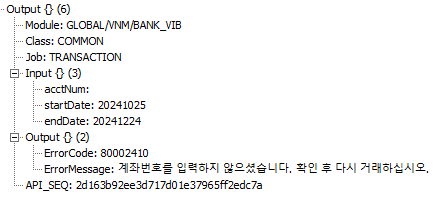 Output {} (6)
Module: GLOBAL/VNM/BANK_VIB
Class: COMMON
Job: TRANSACTION
Input {} (3)
acctNum:
startDate: 20241025
endDate: 20241224
Output {} (2)
ErrorCode: 80002410
ErrorMessage: 계좌번호를 입력하지 않으셨습니다. 확인 후 다시 거래하십시오.
API_SEQ: 2d163b92ee3d717d01e37965ff2edc7a